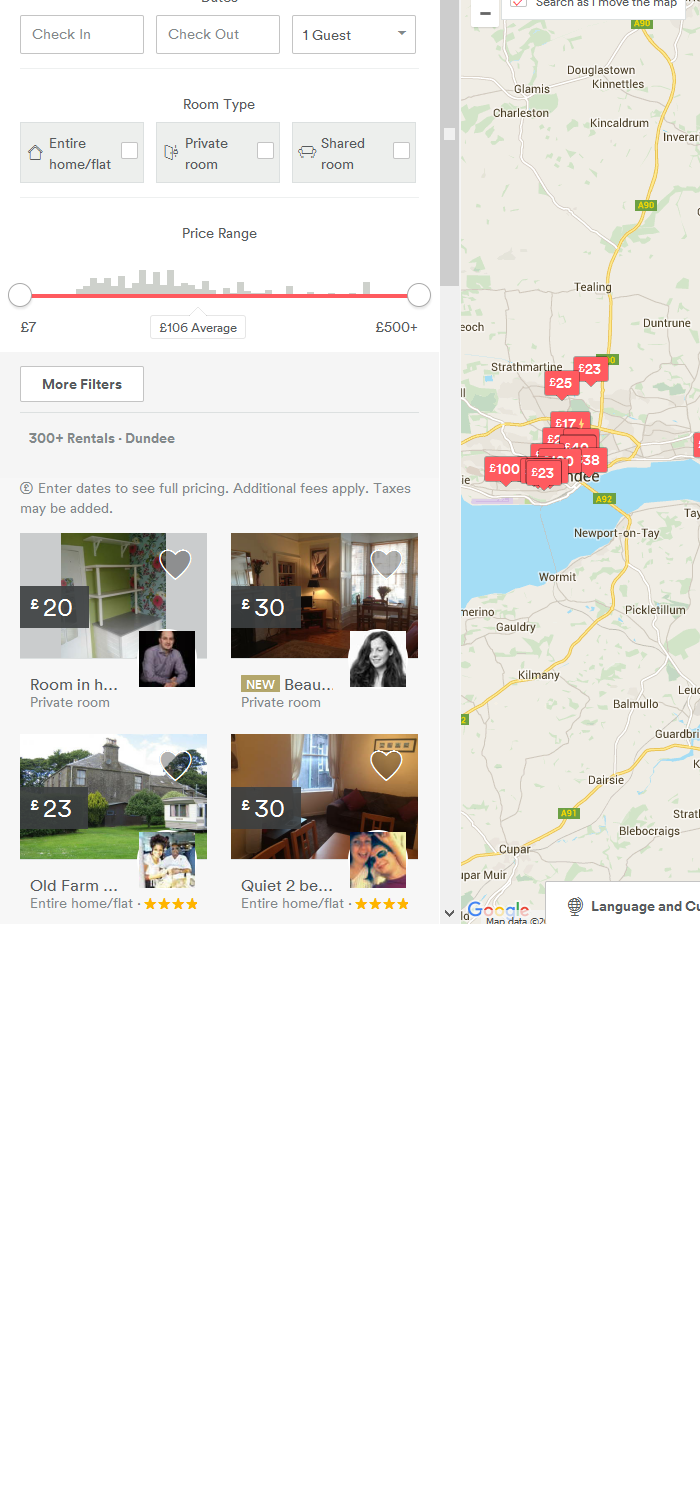 Dates
Check In
Check Out
1 Guest
Room Type
Entire home/flat
Private room
Shared room
Price Range
£7
£106 Average
£500+
More Filters
300+ Rentals · Dundee
Enter dates to see full pricing. Additional fees apply. Taxes
may be added.
£ 20
Room in h...
Private room
£ 30
NEW Beau...
Private room
£ 23
Old Farm ...
Entire home/flat ·
£ 30
Quiet 2 be...
Entire home/flat ·
Search as I move the map
A90
Douglastown
Kinnettles
Glamis
Charleston
Kincaldrum
Inverar
A90
Tealing
eoch
Duntrune
Strathmartine
£23
£25
£17
£100
£23
38
ndee
ie
A92
Tay
Newport-on-Tay
Wormit
merino
Pickletillum
Gauldry
Kilmany
Leuc
Balmullo
Guardbri
Dairsie
A91
Strath
Blebocraigs
Cupar
upar Muir
Google
Map data ©20
Language and Cu